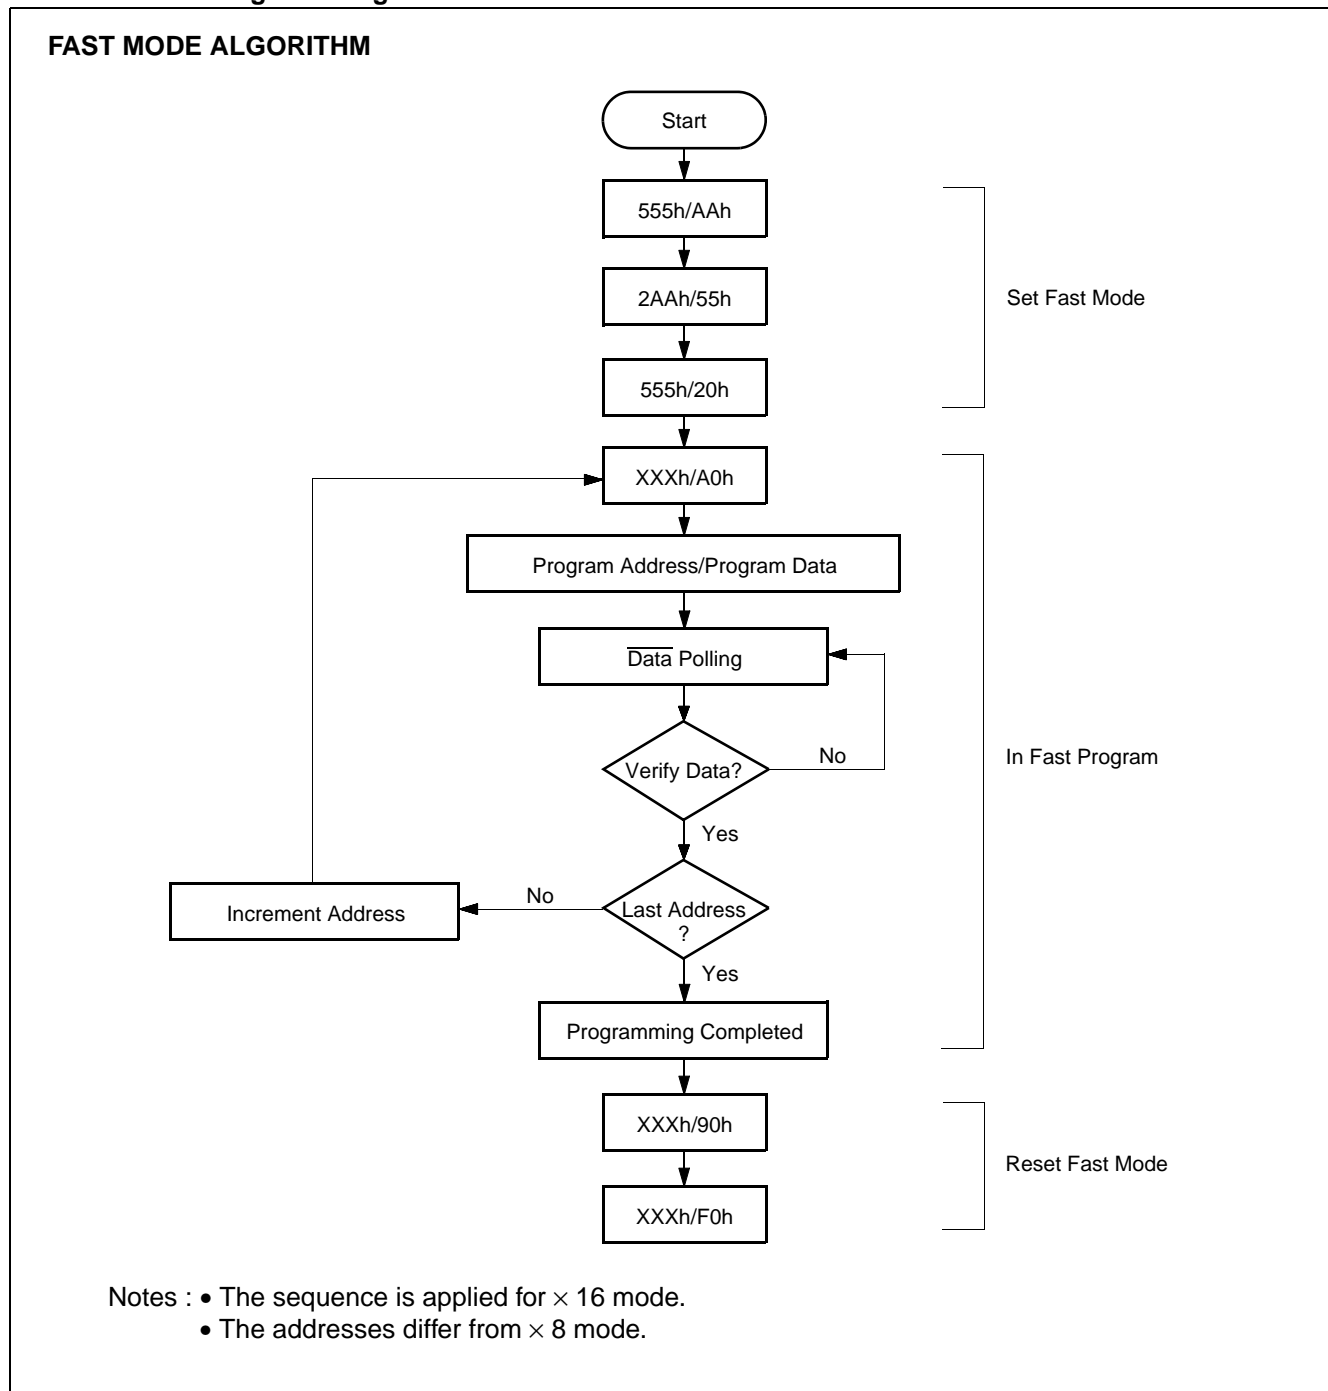 FAST MODE ALGORITHM
Start
555h/AAh
2AAh/55h
Set Fast Mode
555h/20h
XXXh/A0h
Program Address/Program Data
Data Polling
In Fast Program
Verify Data?
No
Yes
Increment Address
No
Last Address
?
Yes
Programming Completed
XXXh/90h
Reset Fast Mode
XXXh/F0h
Notes : • The sequence is applied for × 16 mode.
• The addresses differ from × 8 mode.